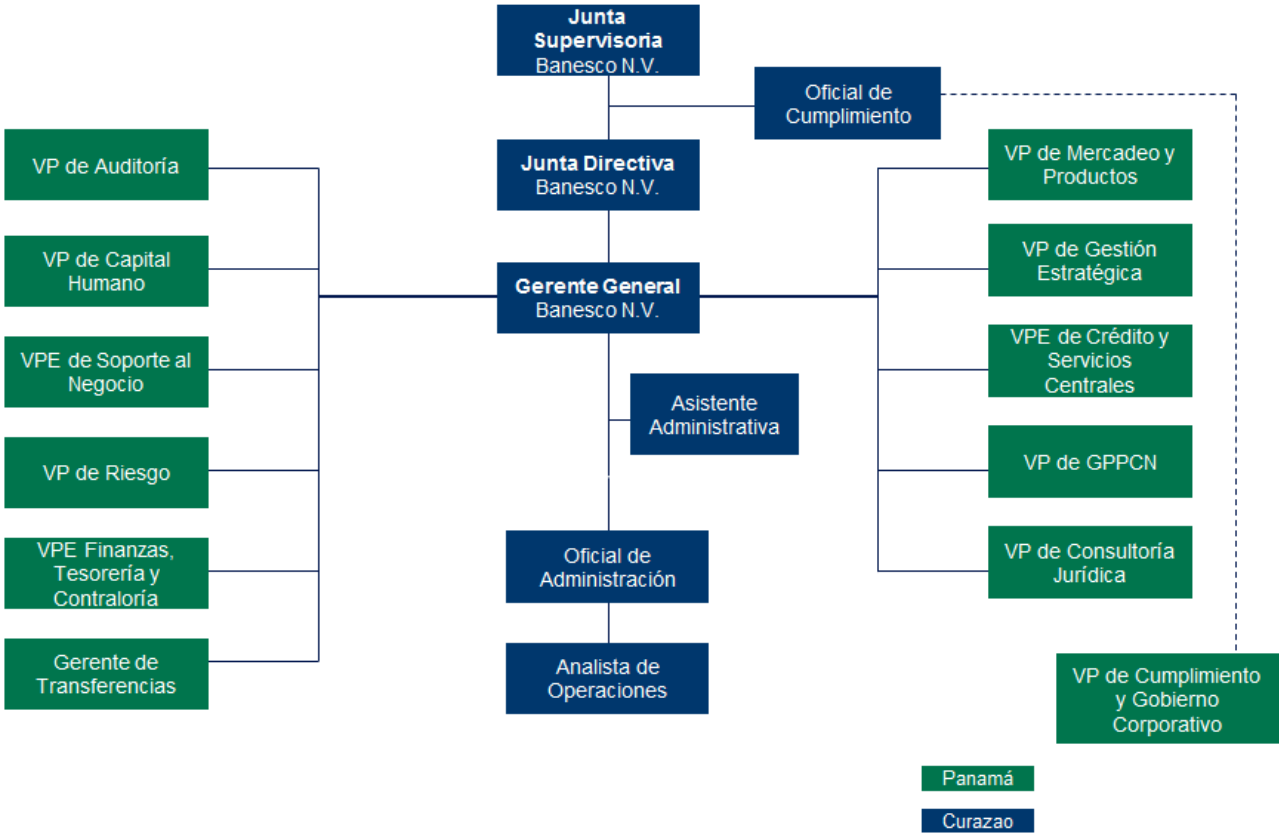 Junta
Supervisoria
Banesco N.V.
Oficial de
Cumplimiento
Junta Directiva
Banesco N.V.
Gerente General
Banesco N.V.
Asistente
Administrativa
Oficial de
Administración
Analista de
Operaciones
VP de Auditoría
VP de Capital
Humano
VPE de Soporte al
Negocio
VP de Riesgo
VPE Finanzas,
Tesorería y
Contraloría
Gerente de
Transferencias
VP de Mercadeo y
Productos
VP de Gestión
Estratégica
VPE de Crédito y
Servicios
Centrales
VP de GPPCN
VP de Consultoría
Jurídica
VP de Cumplimiento
y Gobierno
Corporativo
Panamá
Curazao